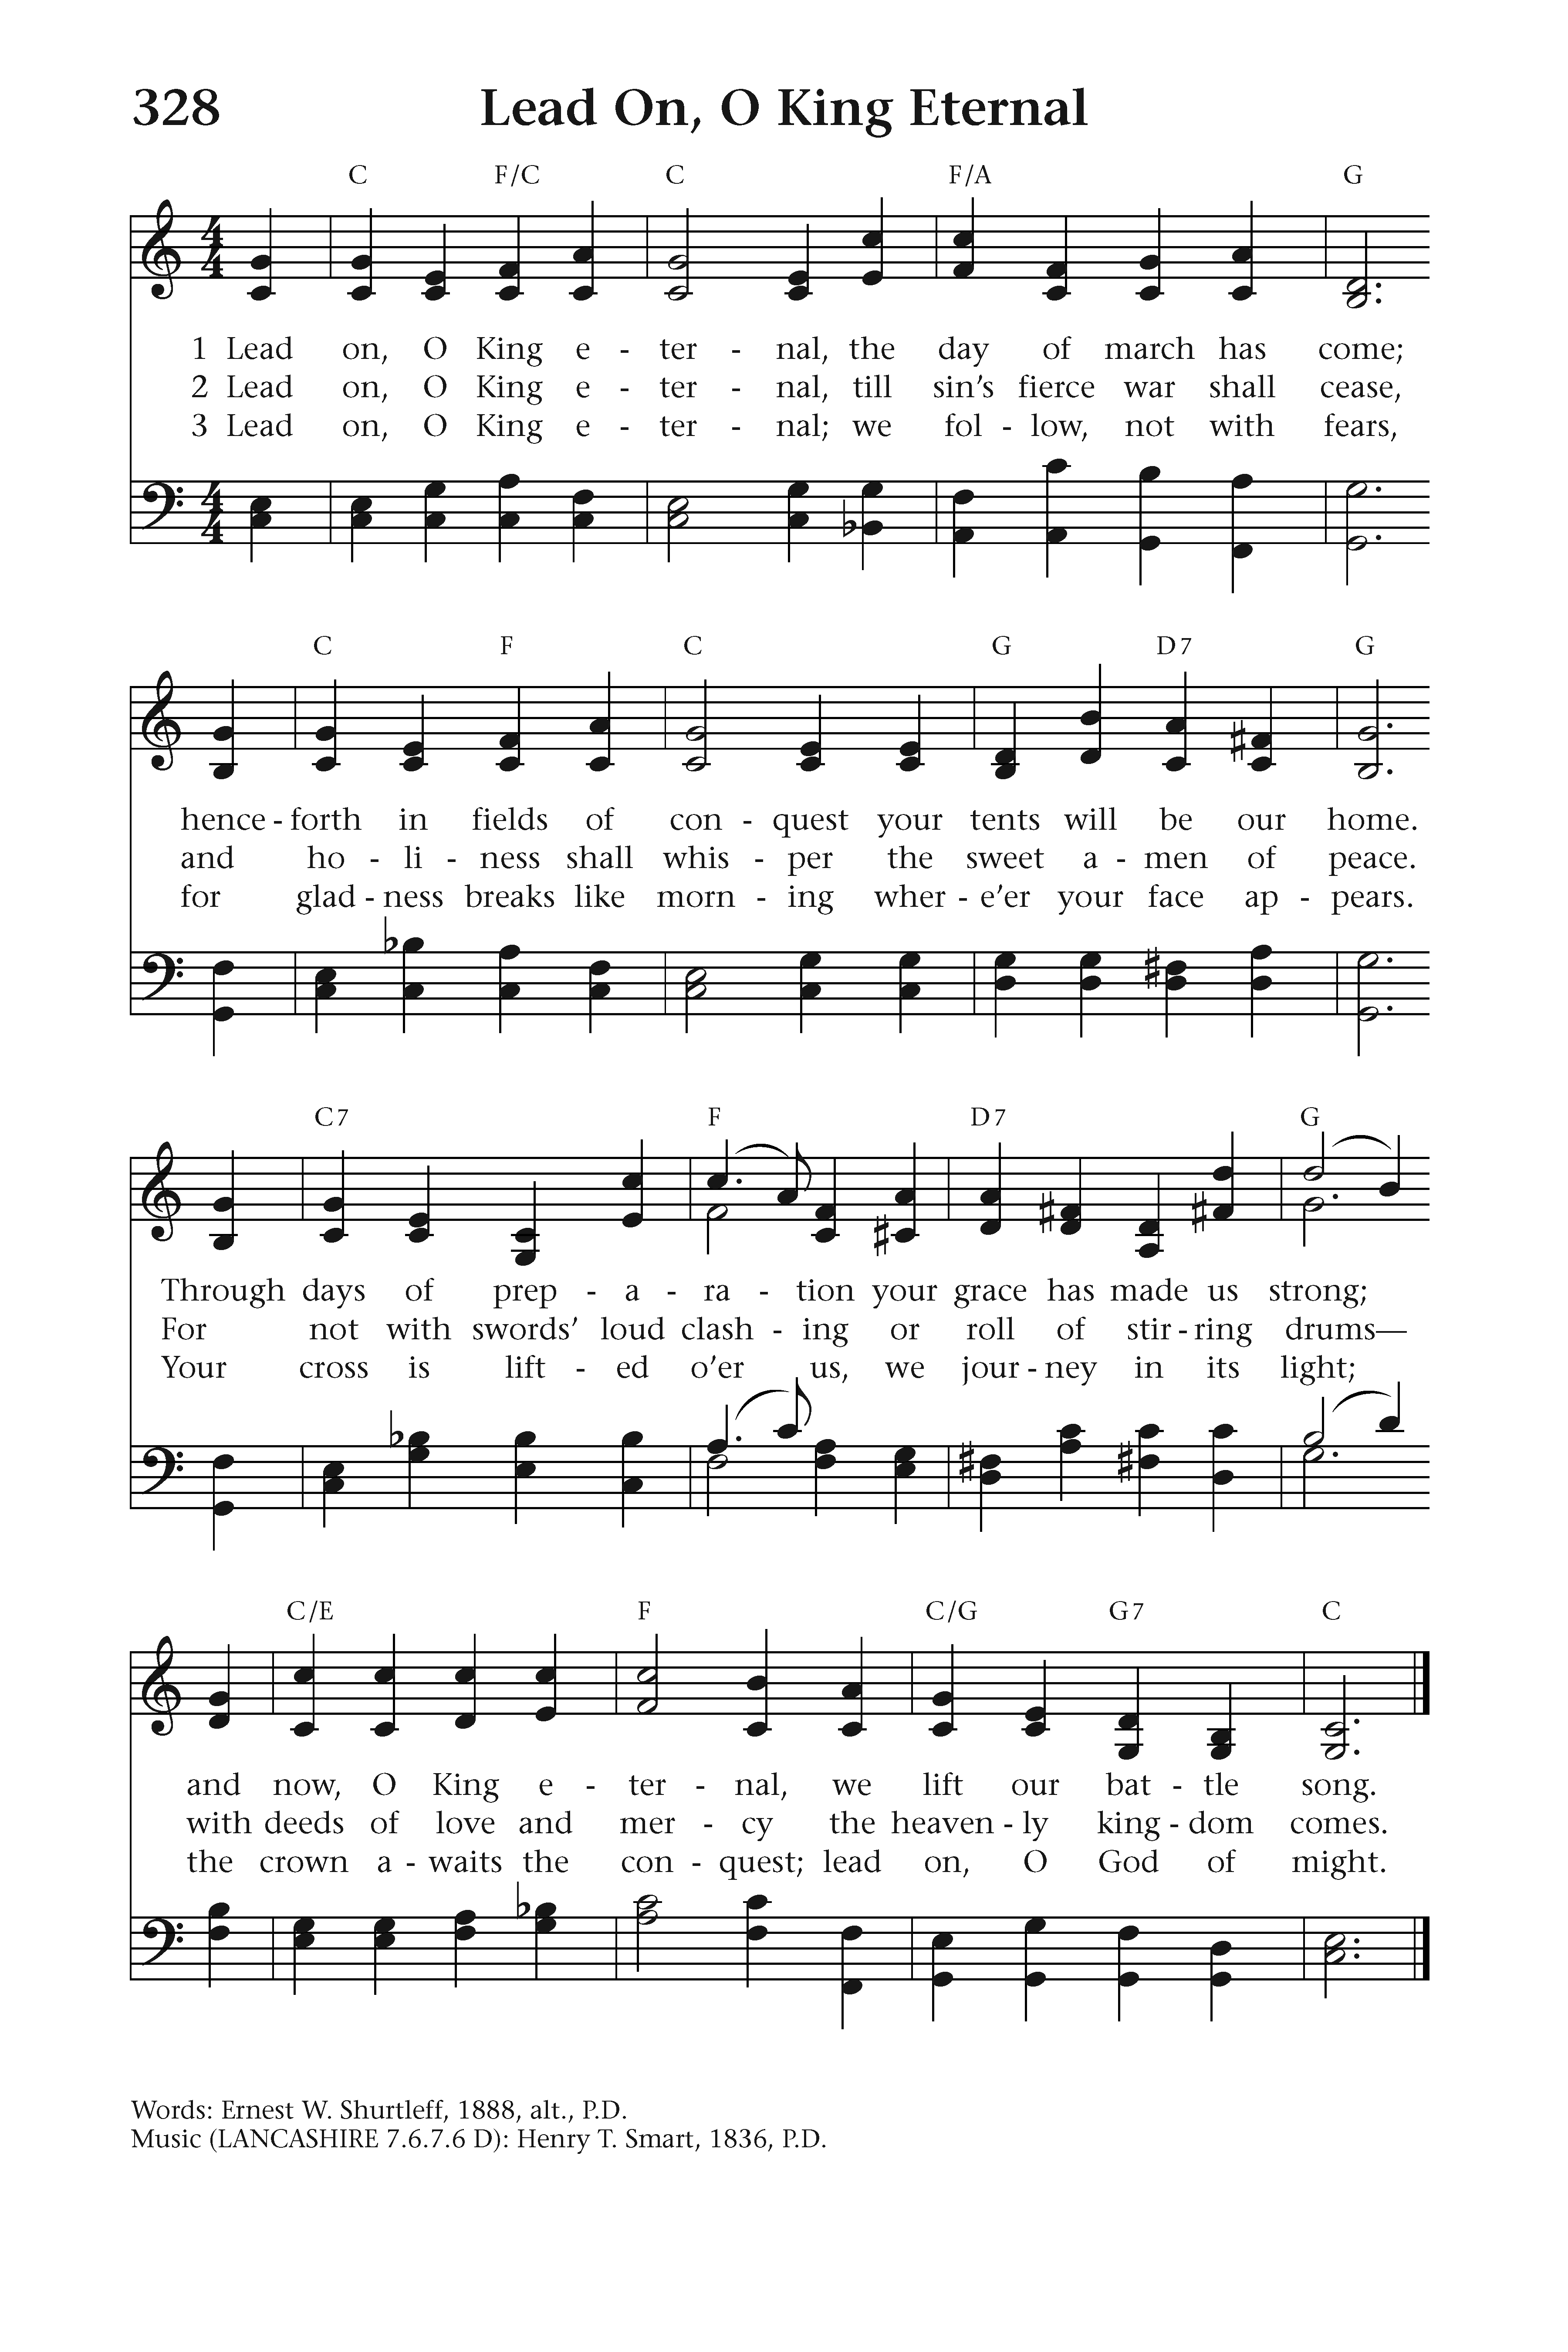 328 Lead On, O King Eternal
C F/C C F/A G
4 4
1 Lead on, O King e - ter - nal, the day of march has come;
2 Lead on, O King e - ter - nal, till sin's fierce war shall cease,
3 Lead on, O King e - ter - nal; we fol - low, not with fears,
4 4
C F C G D7 G
hence - forth in fields of con - quest your tents will be our home.
and ho - li - ness shall whis - per the sweet a - men of peace.
for glad - ness breaks like morn - ing wher - e'er your face ap - pears.
C7 F D7 G
Through days of prep - a - ra - tion your grace has made us strong;
For not with swords' loud clash - ing or roll of stir - ring drums—
Your cross is lift - ed o'er us, we jour - ney in its light;
C/E F C/G G7 C
and now, O King e - ter - nal, we lift our bat - tle song.
with deeds of love and mer - cy the heaven - ly king - dom comes.
the crown a - waits the con - quest; lead on, O God of might.
Words: Ernest W. Shurtleff, 1888, alt., P.D.
Music (LANCASHIRE 7.6.7.6 D): Henry T. Smart, 1836, P.D.